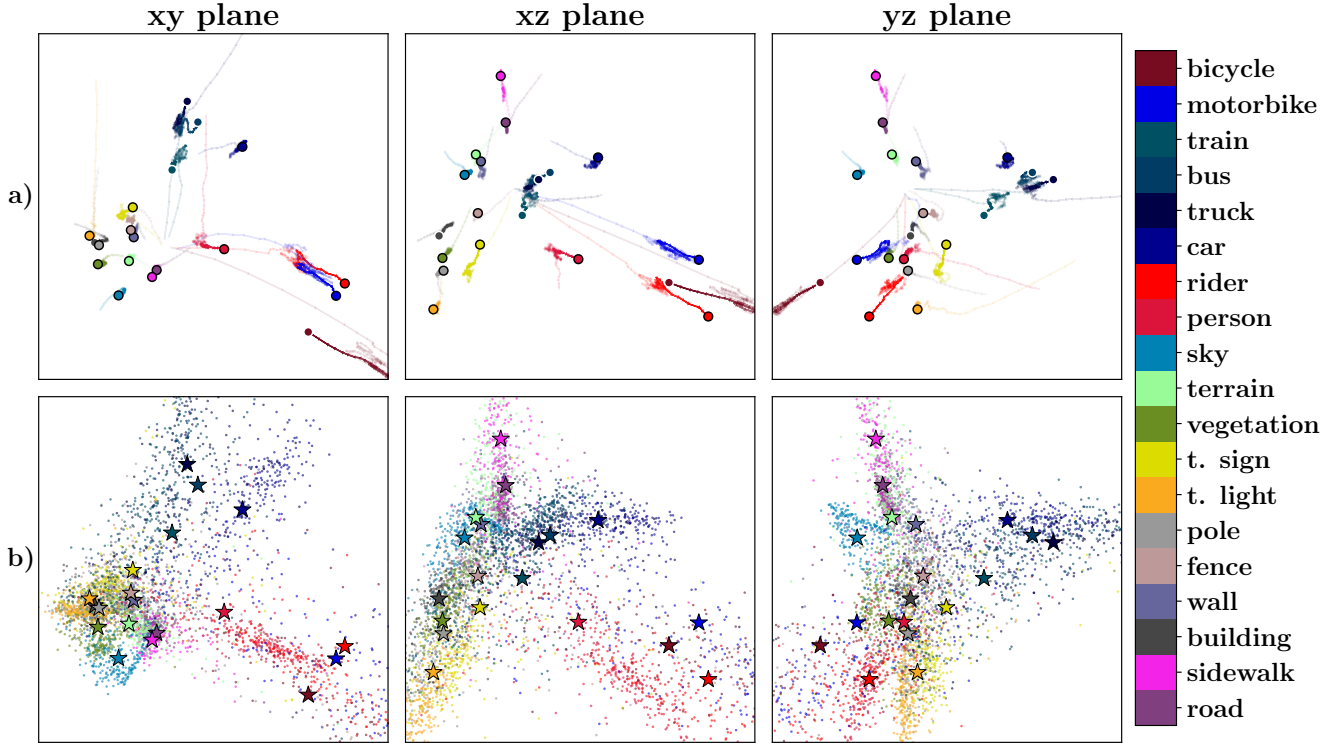 xy plane
xz plane
yz plane
a)
b)
bicycle
motorbike
train
bus
truck
car
rider
person
sky
terrain
vegetation
t. sign
t. light
pole
fence
wall
building
sidewalk
road